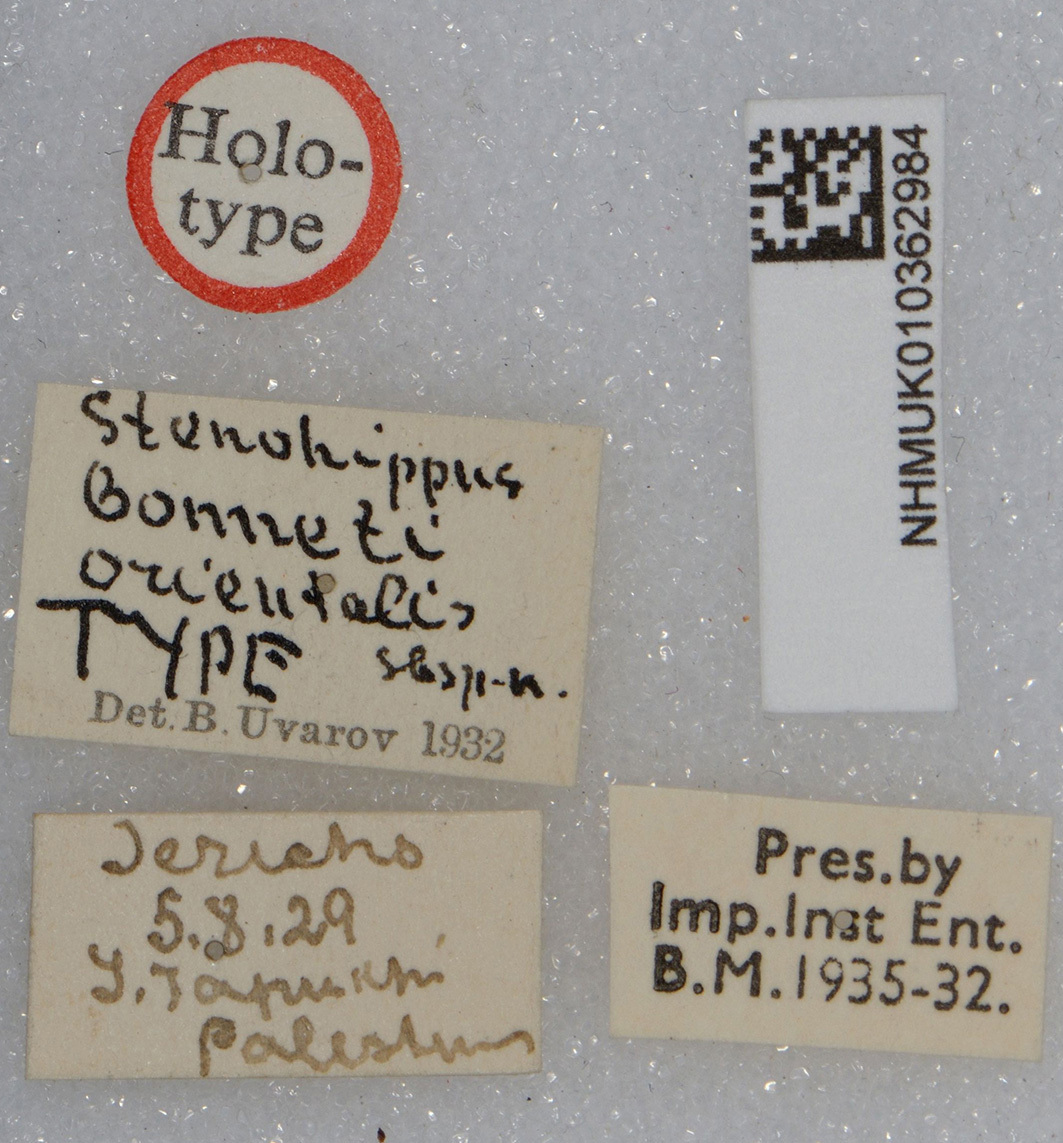 Holo-
type
NHMUK010362984
Stenohippus
bonneti
orientalis
TYPE sbsp.n.
Det. B. Uvarov 1932
Jericho
5.8.29
Palestine
Pres.by
Imp.Inst Ent.
B.M.1935-32.